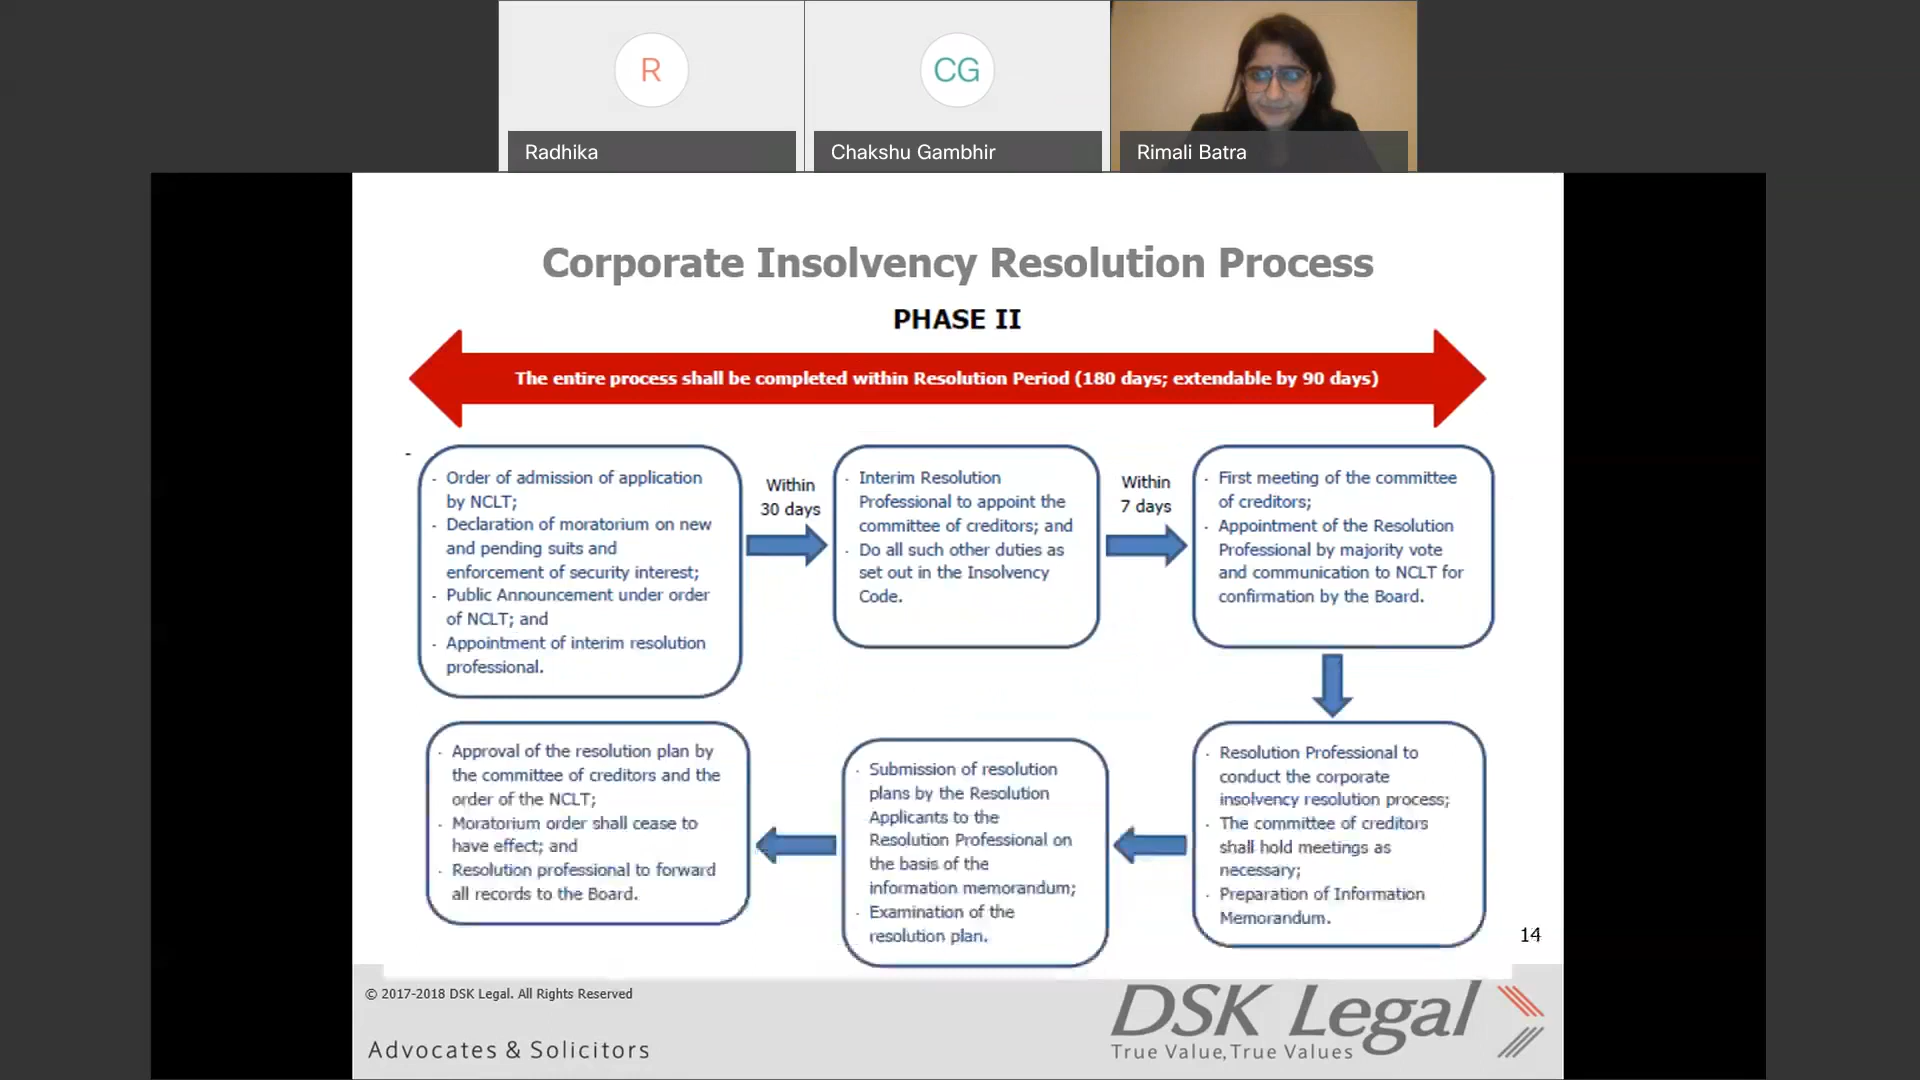 R
CG
Radhika
Chakshu Gambhir
Rimali Batra
Corporate Insolvency Resolution Process
PHASE II
The entire process shall be completed within Resolution Period (180 days; extendable by 90 days)
-
- Order of admission of application
by NCLT;
- Declaration of moratorium on new
and pending suits and
enforcement of security interest;
- Public Announcement under order
of NCLT; and
- Appointment of interim resolution
professional.
Within
30 days
- Interim Resolution
Professional to appoint the
committee of creditors; and
- Do all such other duties as
set out in the Insolvency
Code.
Within
7 days
- First meeting of the committee
of creditors;
- Appointment of the Resolution
Professional by majority vote
and communication to NCLT for
confirmation by the Board.
- Resolution Professional to
conduct the corporate
insolvency resolution process;
- The committee of creditors
shall hold meetings as
necessary;
- Preparation of Information
Memorandum.
- Submission of resolution
plans by the Resolution
Applicants to the
Resolution Professional on
the basis of the
information memorandum;
- Examination of the
resolution plan.
- Approval of the resolution plan by
the committee of creditors and the
order of the NCLT;
- Moratorium order shall cease to
have effect; and
- Resolution professional to forward
all records to the Board.
14
© 2017-2018 DSK Legal. All Rights Reserved
Advocates & Solicitors
DSK Legal
True Value, True Values